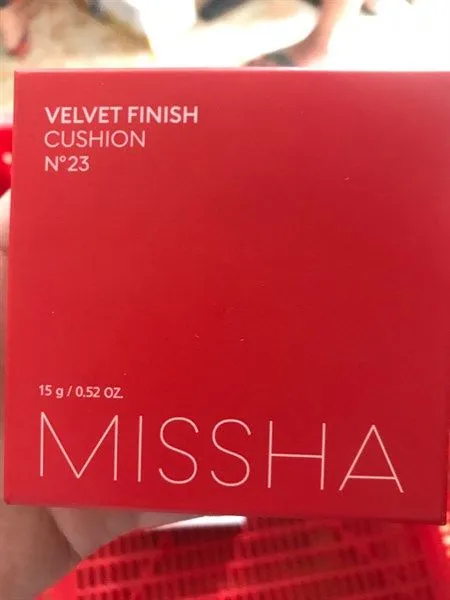 VELVET FINISH
CUSHION
N°23
15 g / 0.52 OZ.
MISSHA